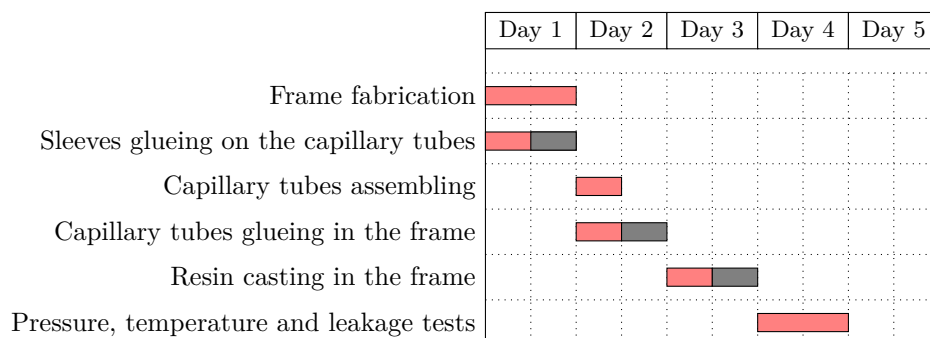 Day 1 Day 2 Day 3 Day 4 Day 5
Frame fabrication
Sleeves glueing on the capillary tubes
Capillary tubes assembling
Capillary tubes glueing in the frame
Resin casting in the frame
Pressure, temperature and leakage tests